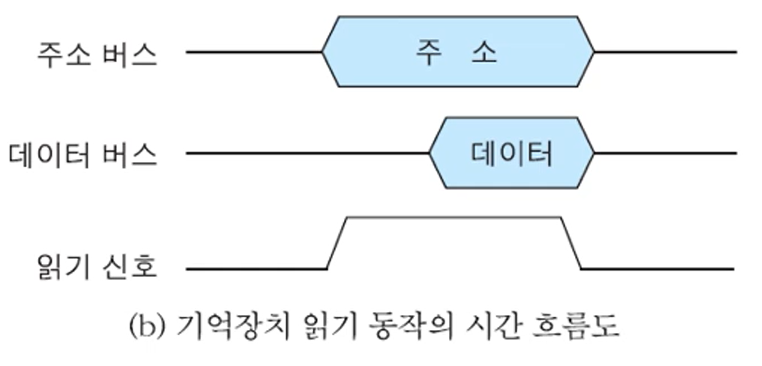 주소 버스 주 소
데이터 버스 데이터
읽기 신호
(b) 기억장치 읽기 동작의 시간 흐름도